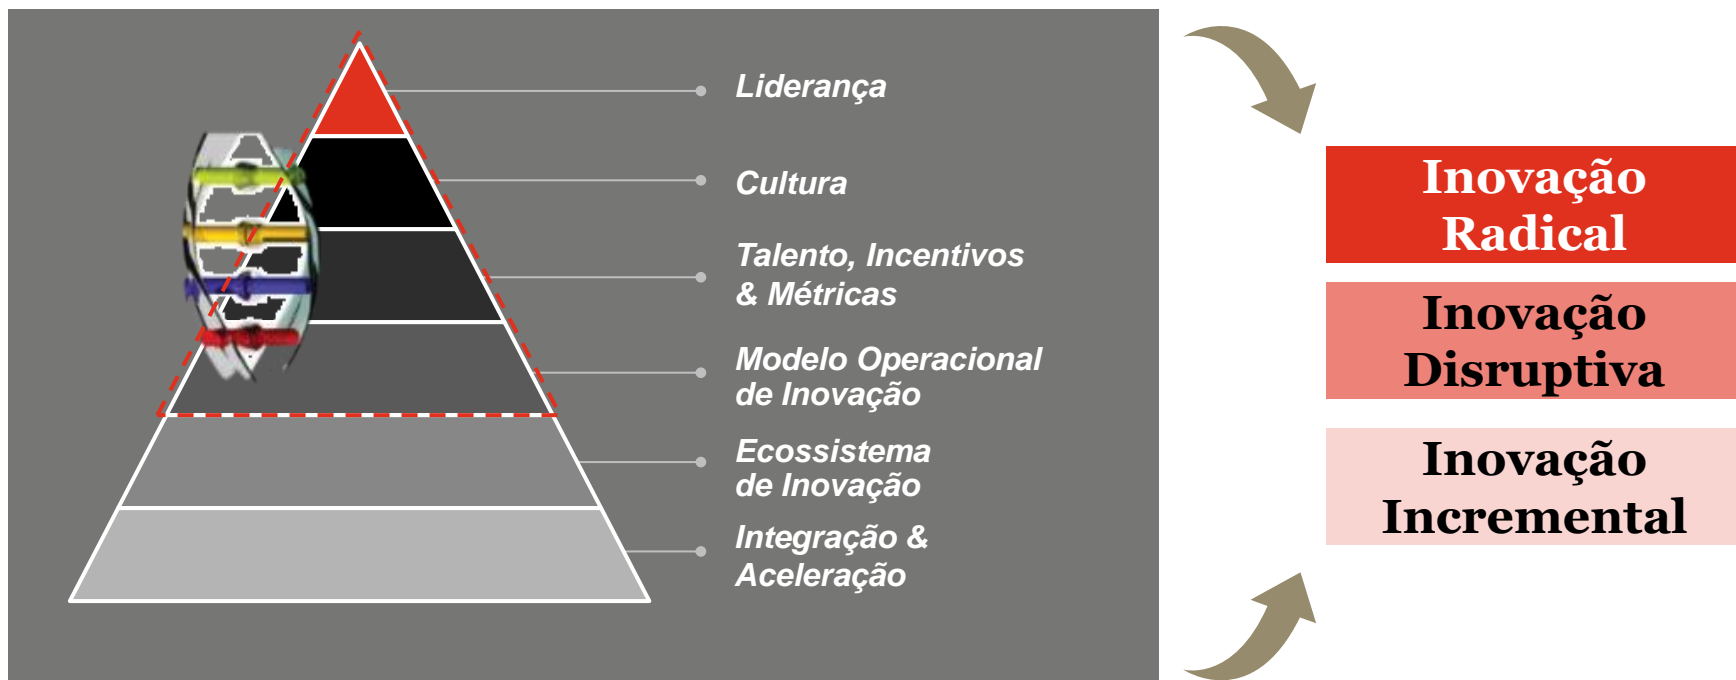 Liderança
Cultura
Talento, Incentivos
& Métricas
Modelo Operacional
de Inovação
Ecossistema
de Inovação
Integração &
Aceleração
Inovação
Radical
Inovação
Disruptiva
Inovação
Incremental